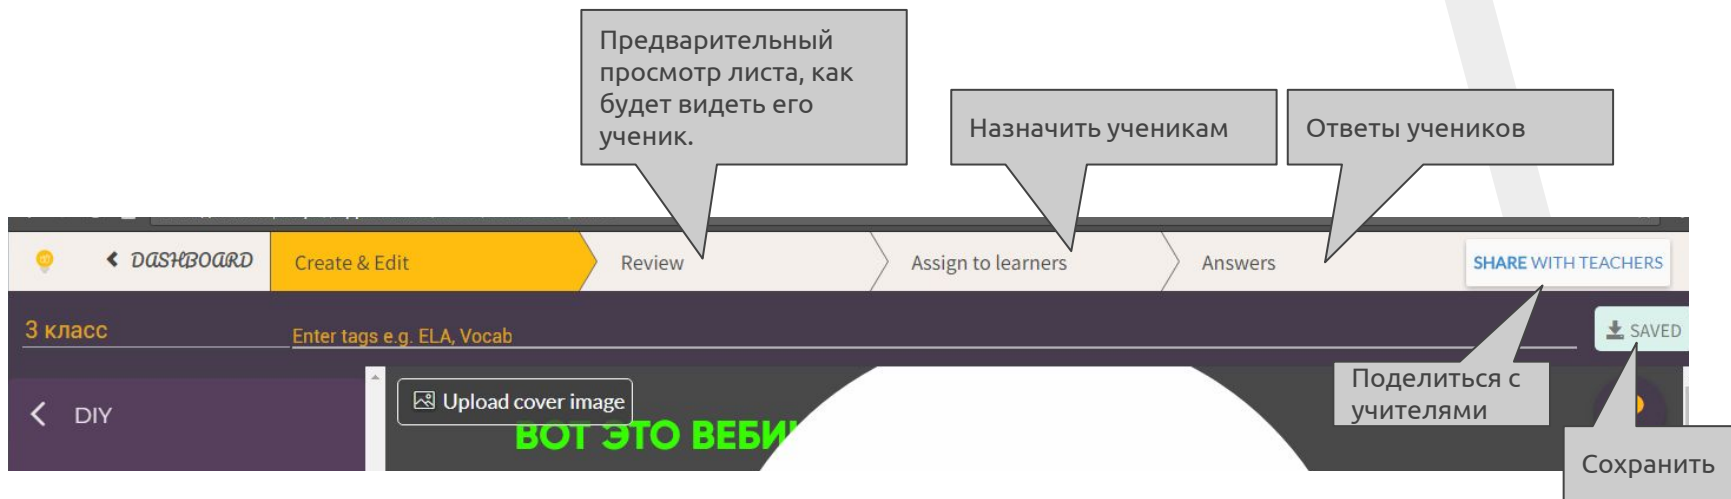 Предварительный
просмотр листа, как
будет видеть его
ученик.
Назначить ученикам
Ответы учеников
DASHBOARD
Create & Edit
Review
Assign to learners
Answers
SHARE WITH TEACHERS
3 класс
Enter tags e.g. ELA, Vocab
SAVED
Поделиться с
учителями
DIY
Upload cover image
ВОТ ЭТО
Сохранить